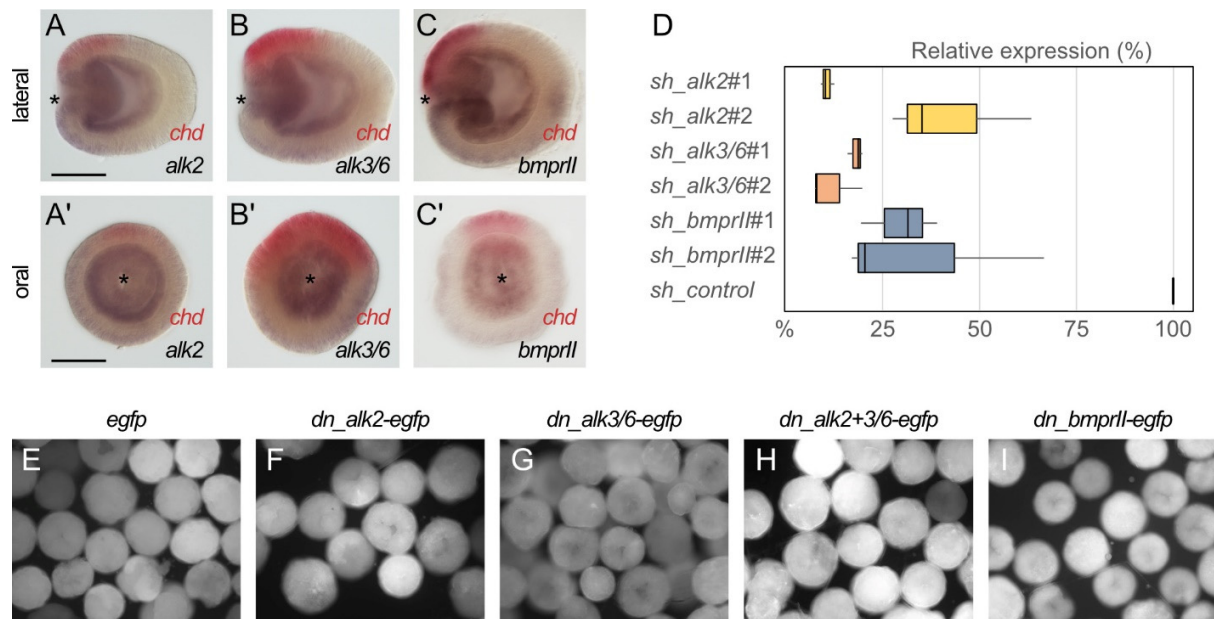 A
B
C
D
lateral
*
*
*
chd
alk2
chd
alk3/6
chd
bmprII
A'
B'
C'
oral
*
*
*
chd
alk2
chd
alk3/6
chd
bmprII
Relative expression (%)
sh_alk2#1
sh_alk2#2
sh_alk3/6#1
sh_alk3/6#2
sh_bmprII#1
sh_bmprII#2
sh_control
% 25 50 75 100
egfp
dn_alk2-egfp
dn_alk3/6-egfp
dn_alk2+3/6-egfp
dn_bmprII-egfp
E
F
G
H
I